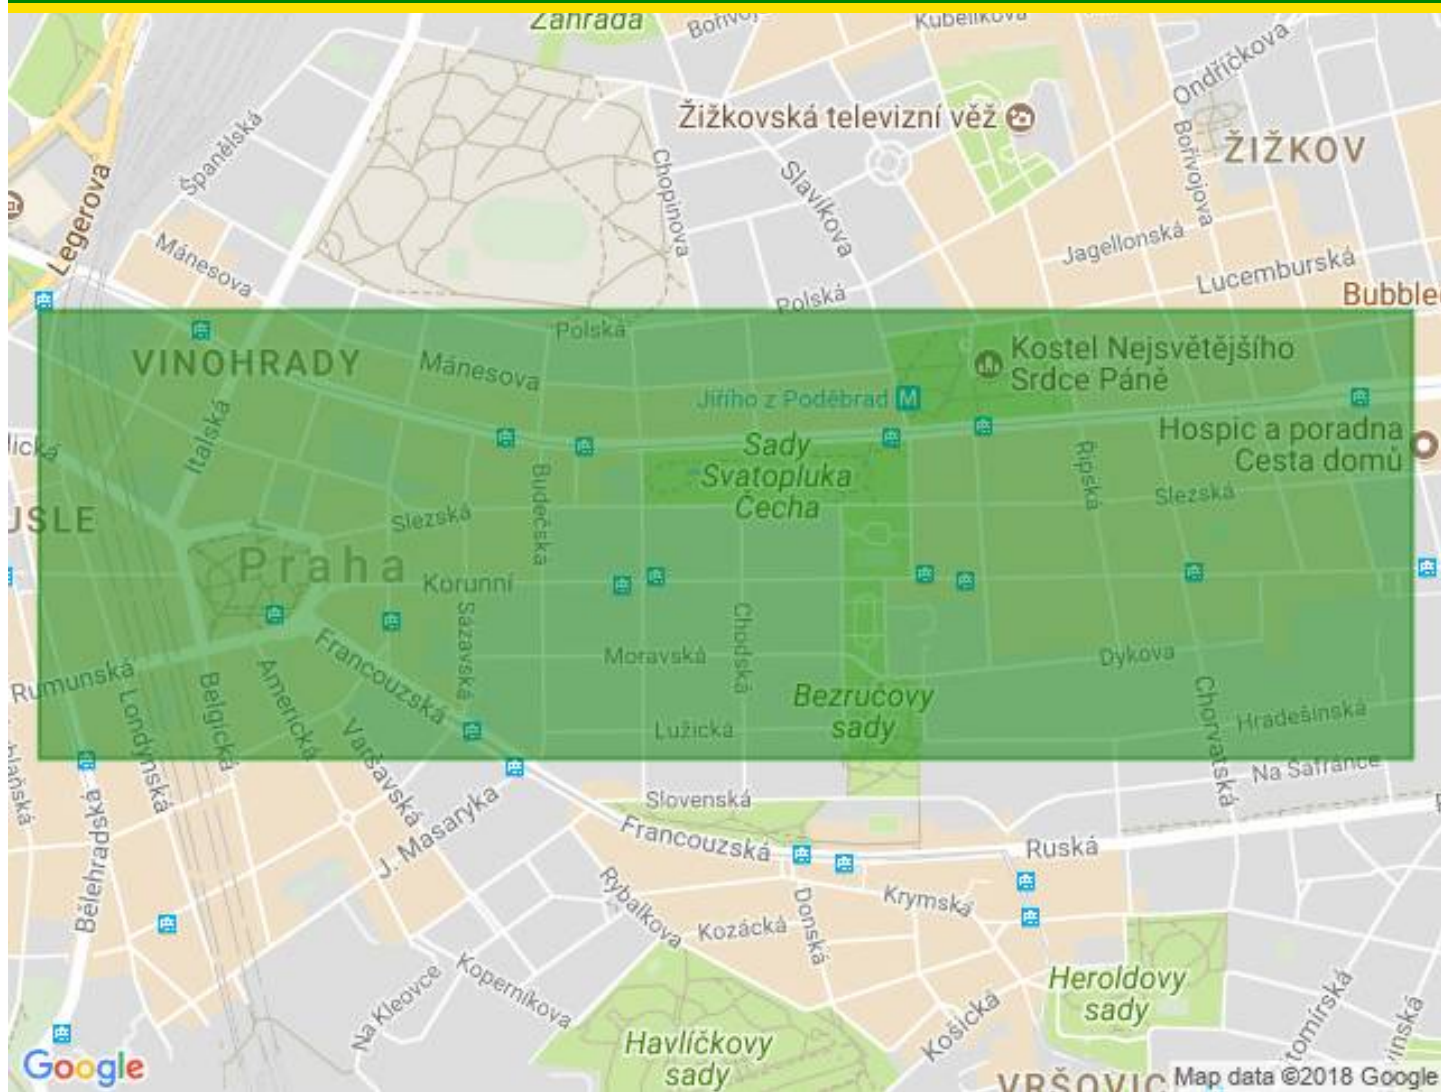 Zahrada
Kubelíkova
Ondříčkova
Žižkovská televizní věž
ŽIŽKOV
Španělská
Chopinova
Slavíkova
Bořivojova
Legerova
Mánesova
Jagellonská
Lucemburská
Polská
Bubble
Polská
VINOHRADY
Mánesova
Kostel Nejsvětějšího
Srdce Páně
Jiřího z Poděbrad
M
Italská
Sady
Svatopluka
Čecha
Hospic a poradna
Cesta domů
Řipská
Budečská
Slezská
Slezská
USLE
Praha
Korunní
Sázavská
Chodská
Francouzská
Moravská
Dykova
Rumunská
Londýnská
Belgická
Americká
Bezručovy
sady
Chorvatská
Hradešínská
Lužická
Varšavská
Na Šafránce
Slovenská
J. Masaryka
Francouzská
Ruská
Bělehradská
Rybalkova
Kozácká
Donská
Krymská
Na Kleovce
Koperníkova
Heroldovy
sady
Košická
Havlíčkovy
sady
tomírská
VRŠOVIC
Google
Map data ©2018 Google